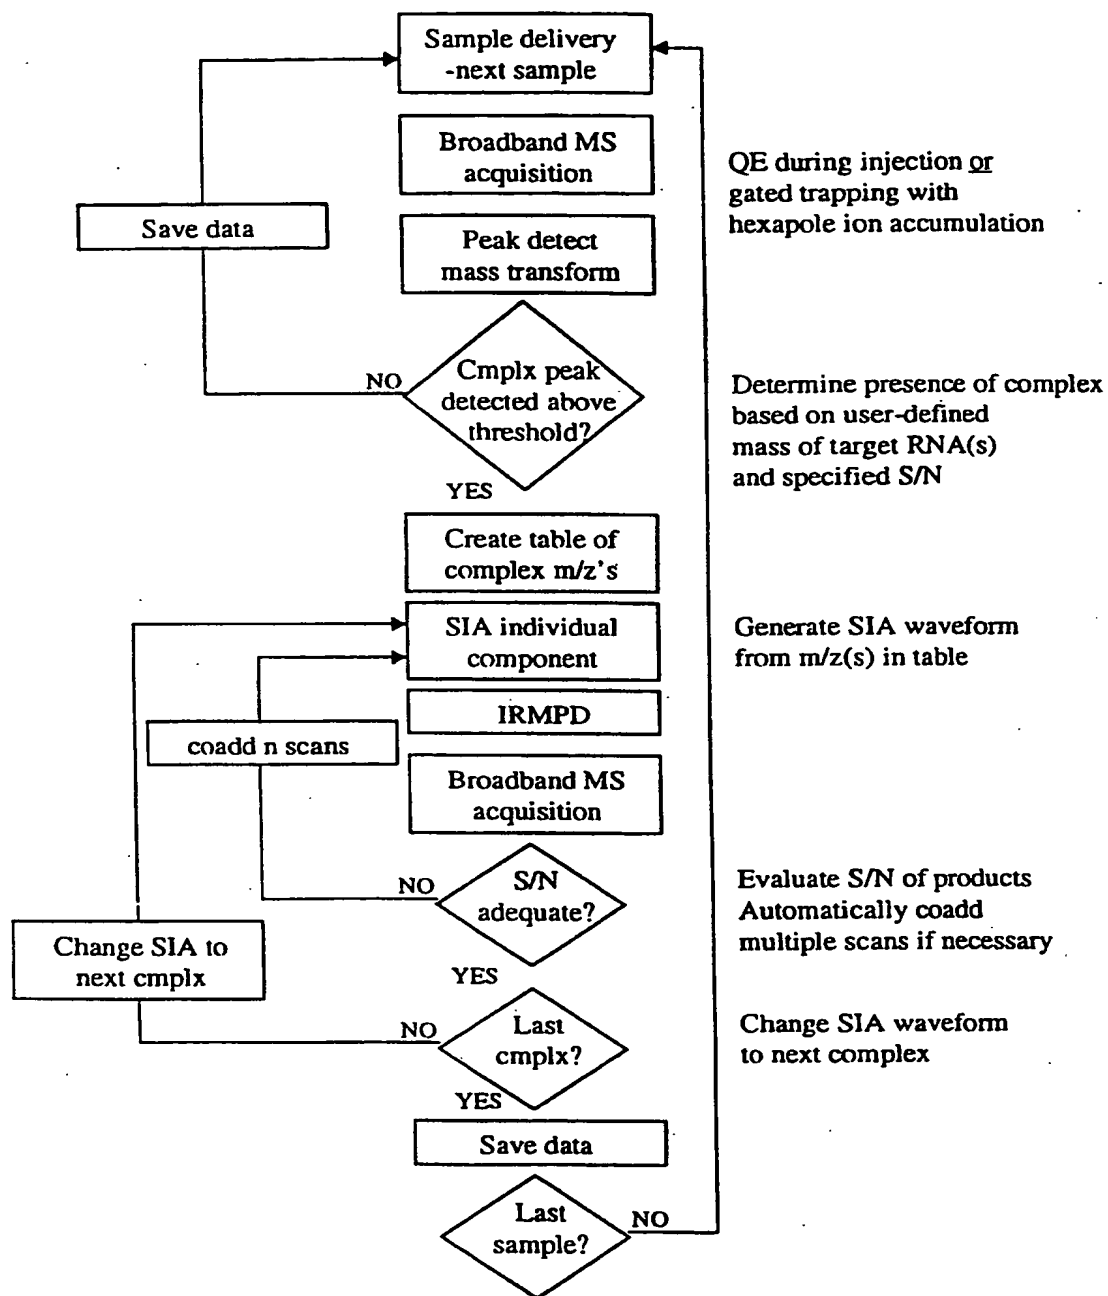 Sample delivery
-next sample
Broadband MS
acquisition
QE during injection or
gated trapping with
hexapole ion accumulation
Save data
Peak detect
mass transform
NO
Cmplx peak
detected above
threshold?
Determine presence of complex
based on user-defined
mass of target RNA(s)
and specified S/N
YES
Create table of
complex m/z's
SIA individual
component
Generate SIA waveform
from m/z(s) in table
IRMPD
coadd n scans
Broadband MS
acquisition
NO
S/N
adequate?
Evaluate S/N of products
Automatically coadd
multiple scans if necessary
Change SIA to
next cmplx
YES
NO
Last
cmplx?
Change SIA waveform
to next complex
YES
Save data
Last
sample?
NO